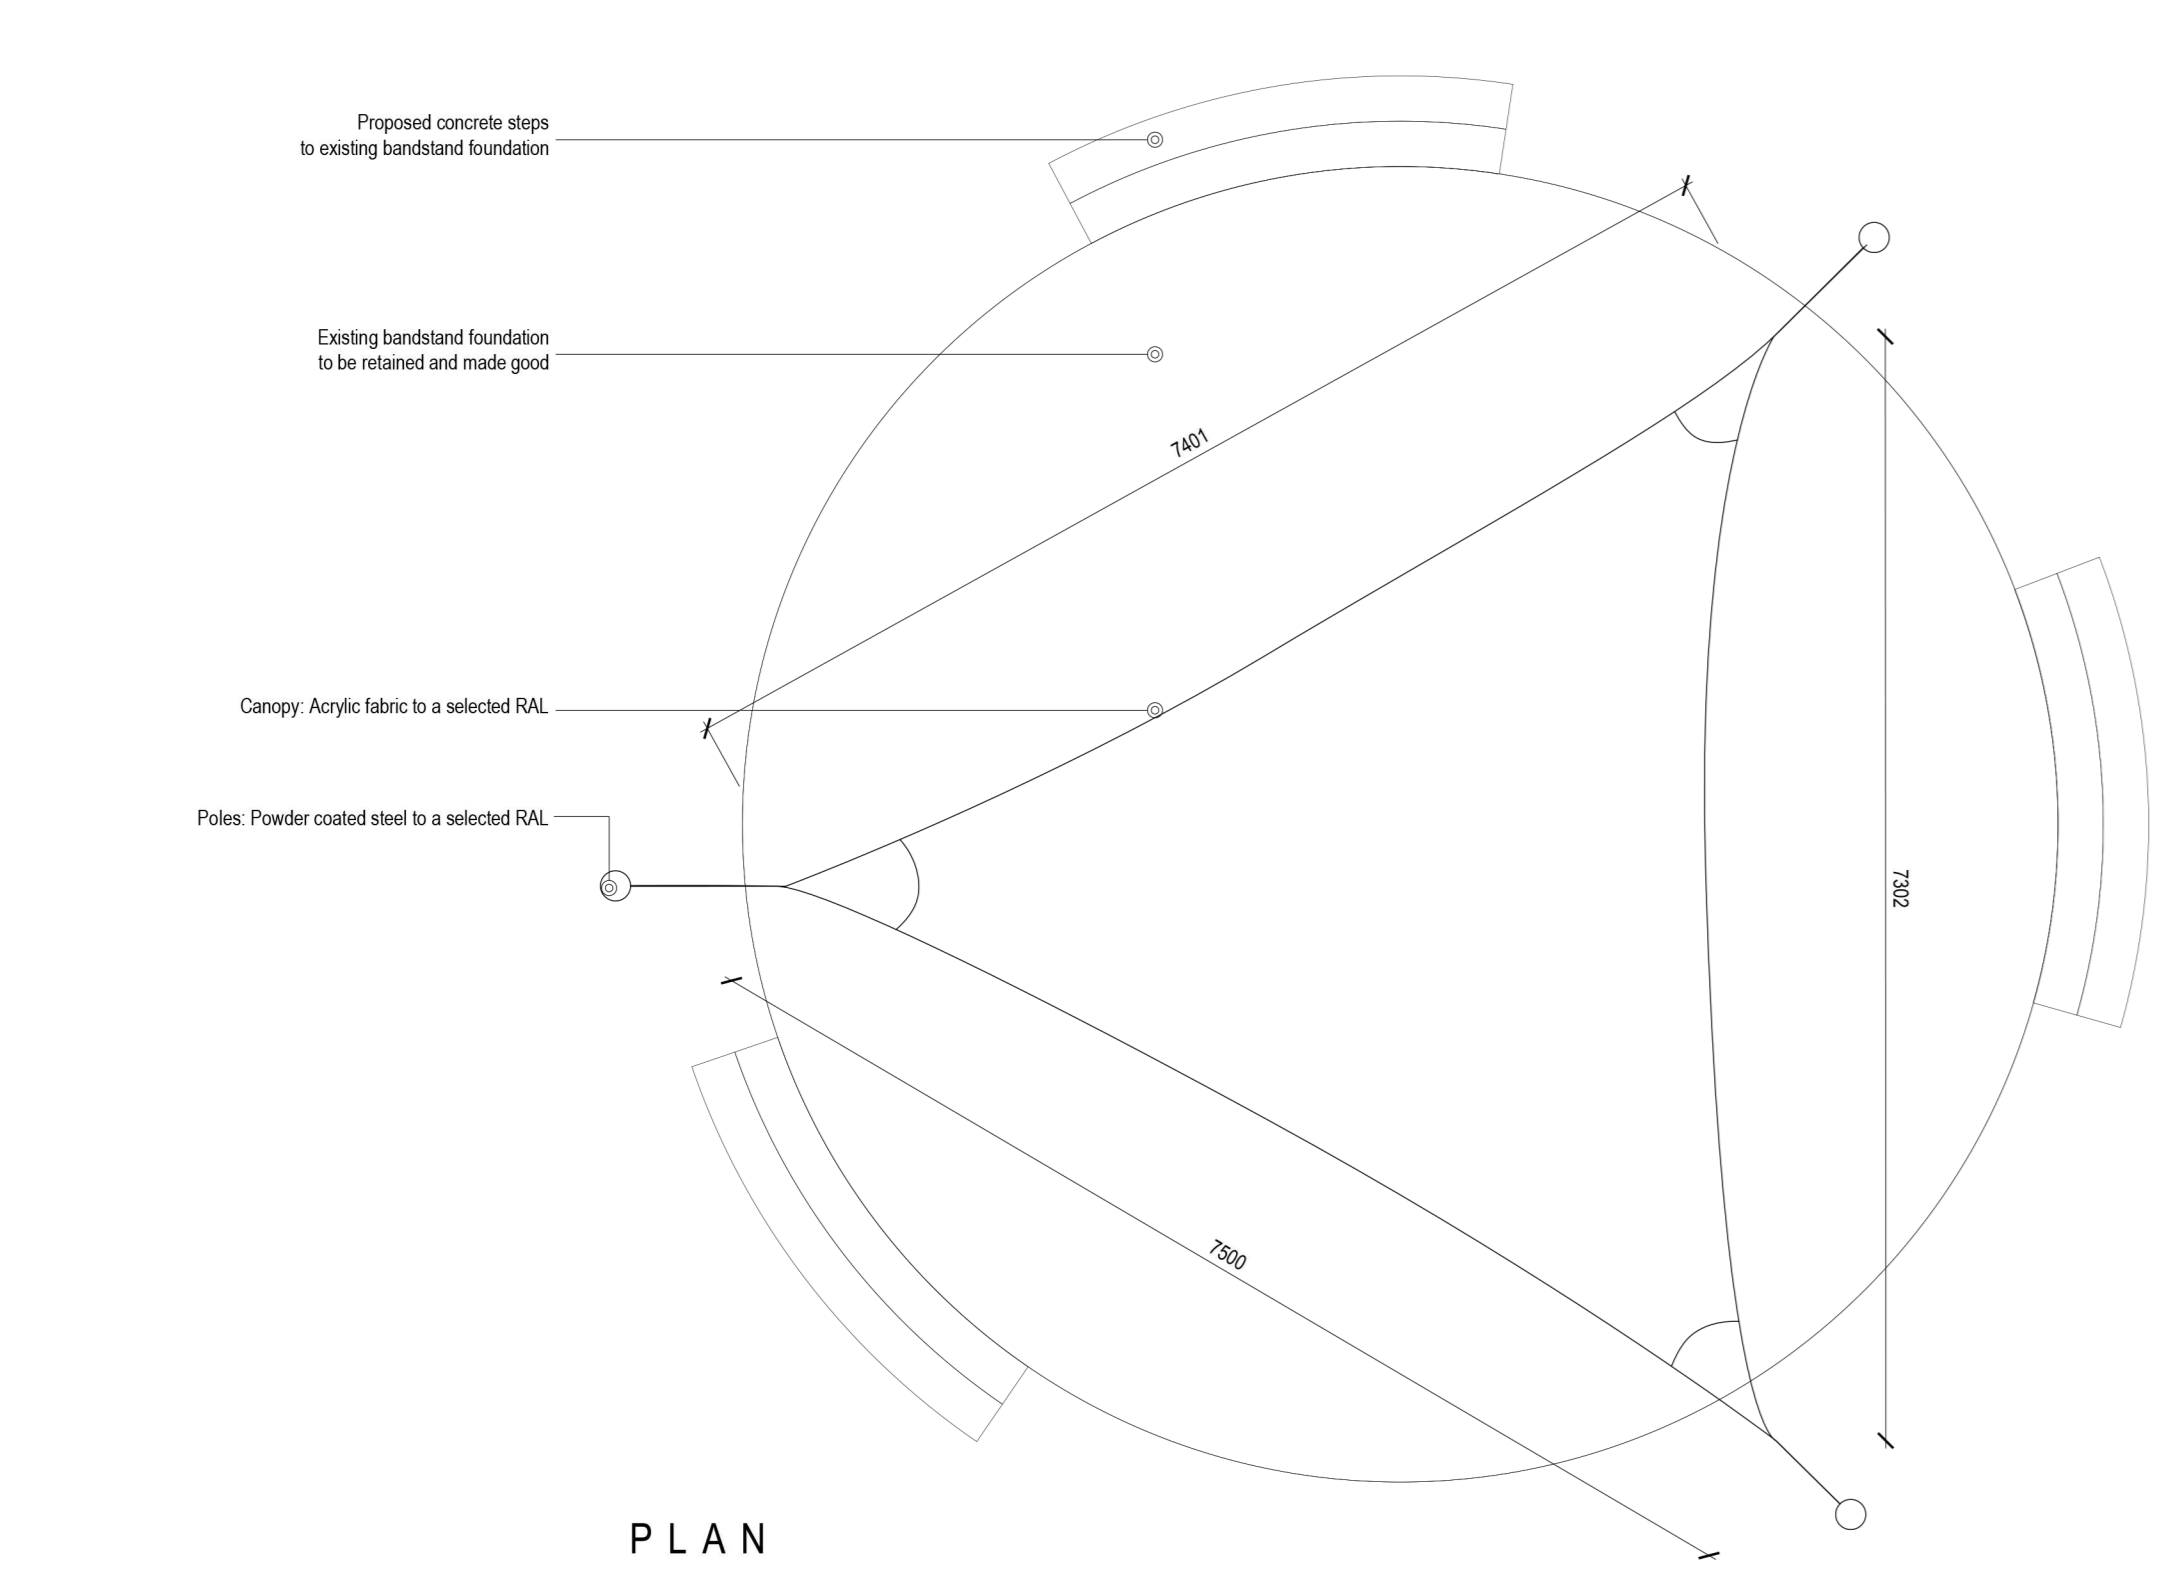 Proposed concrete steps
to existing bandstand foundation
Existing bandstand foundation
to be retained and made good
7401
Canopy: Acrylic fabric to a selected RAL
Poles: Powder coated steel to a selected RAL
7302
7500
PLAN